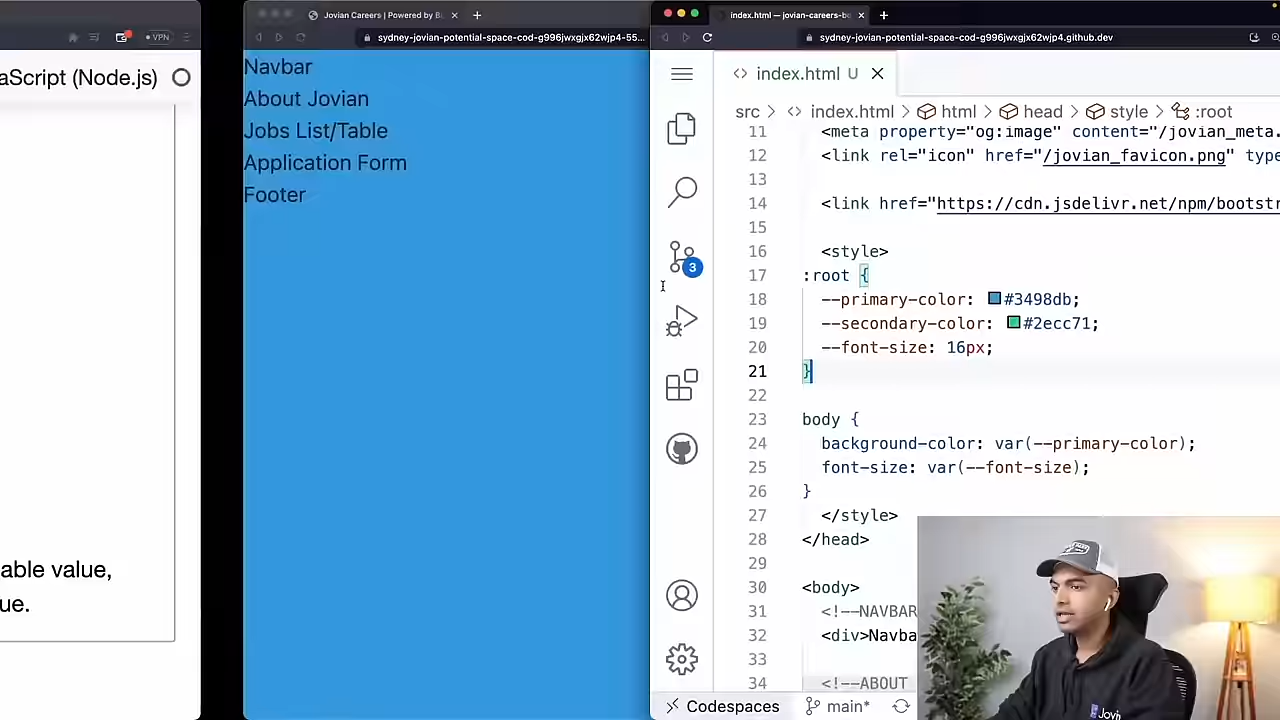 aScript (Node.js)
able value,
ue.
VPN
Jovian Careers | Powered by B
sydney-jovian-potential-space-cod-g996jwxgjx62wjp4-55...
Navbar
About Jovian
Jobs List/Table
Application Form
Footer
index.html — jovian-careers-b
sydney-jovian-potential-space-cod-g996jwxgjx62wjp4.github.dev
index.html U
src > index.html > html > head > style > :root
3
11 <meta property="og:image" content="/jovian_meta.
12 <link rel="icon" href="/jovian_favicon.png" type
13
14 <link href="https://cdn.jsdelivr.net/npm/bootstr
15
16 <style>
17 :root {
18 --primary-color: #3498db;
19 --secondary-color: #2ecc71;
20 --font-size: 16px;
21 }
22
23 body {
24 background-color: var(--primary-color);
25 font-size: var(--font-size);
26 }
27 </style>
28 </head>
29
30 <body>
31 <!--NAVBAR
32 <div>Navba
33
34 <!--ABOUT
Codespaces
main*